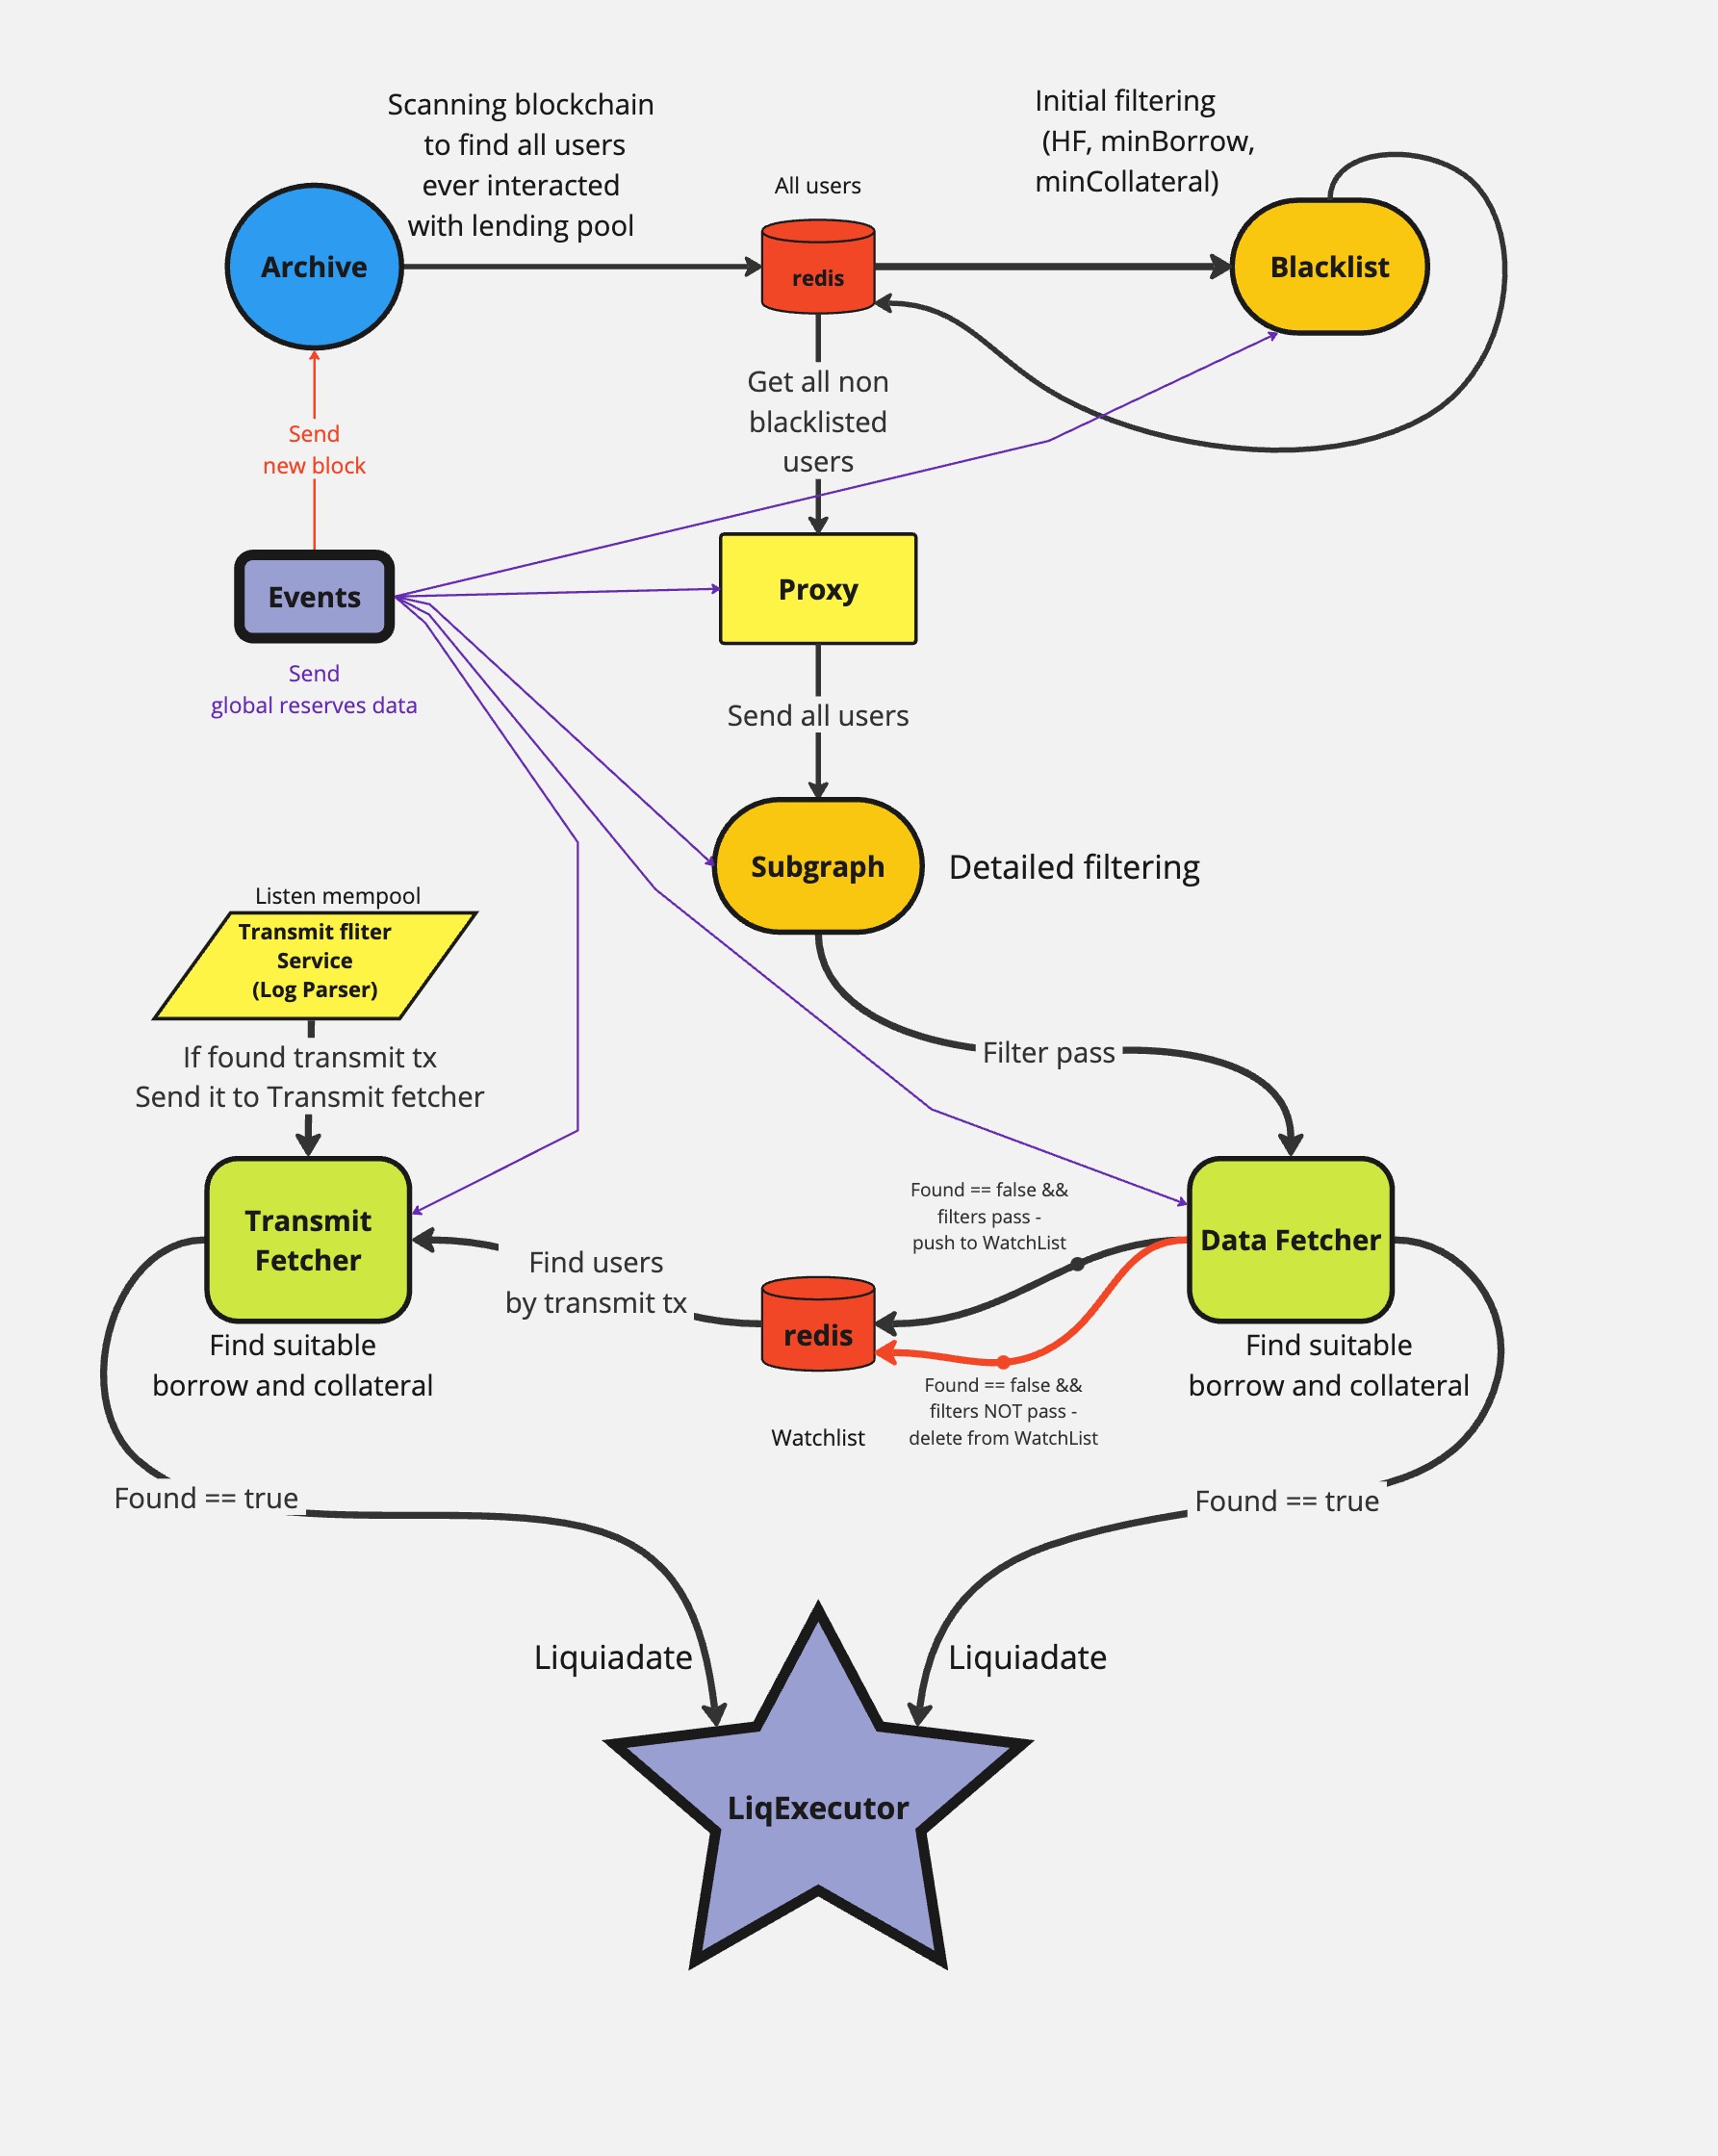 Scanning blockchain
to find all users
ever interacted
with lending pool
Initial filtering
(HF, minBorrow,
minCollateral)
All users
Archive
redis
Blacklist
Get all non
blacklisted
users
Send
new block
Events
Proxy
Send
global reserves data
Send all users
Subgraph
Detailed filtering
Listen mempool
Transmit fliter
Service
(Log Parser)
If found transmit tx
Send it to Transmit fetcher
Filter pass
Transmit
Fetcher
Find suitable
borrow and collateral
Find users
by transmit tx
redis
Watchlist
Found == false &&
filters pass -
push to WatchList
Found == false &&
filters NOT pass -
delete from WatchList
Data Fetcher
Find suitable
borrow and collateral
Found == true
Found == true
Liquiadate
Liquiadate
LiqExecutor